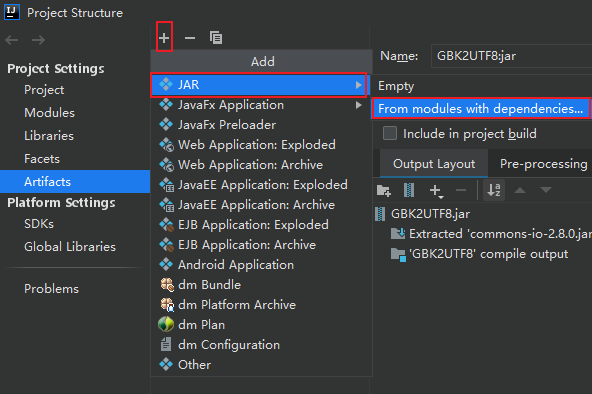 Project Structure
Project Settings
Project
Modules
Libraries
Facets
Artifacts
Platform Settings
SDKs
Global Libraries
Problems
Add
JAR
JavaFx Application
JavaFx Preloader
Web Application: Exploded
Web Application: Archive
JavaEE Application: Exploded
JavaEE Application: Archive
EJB Application: Exploded
EJB Application: Archive
Android Application
dm Bundle
dm Platform Archive
dm Plan
dm Configuration
Other
Name: GBK2UTF8:jar
Empty
From modules with dependencies...
Include in project build
Output Layout Pre-processing
GBK2UTF8.jar
Extracted 'commons-io-2.8.0.jar
'GBK2UTF8' compile output